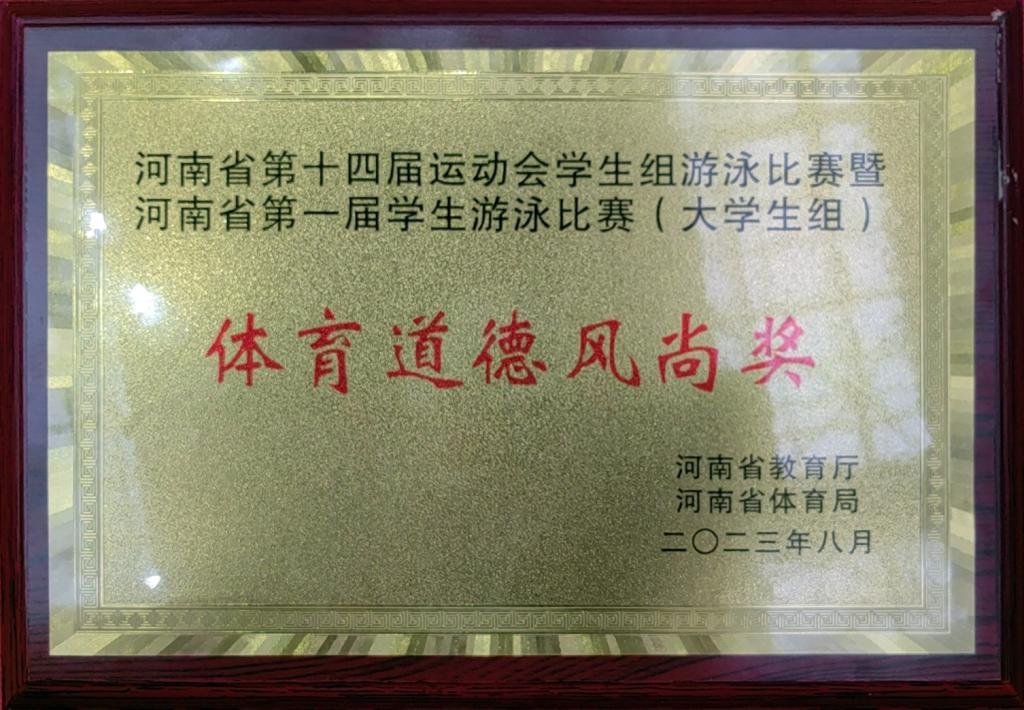 河南省第十四届运动会学生组游泳比赛暨
河南省第一届学生游泳比赛（大学生组）
体育道德风尚奖
河南省教育厅
河南省体育局
二〇二三年八月